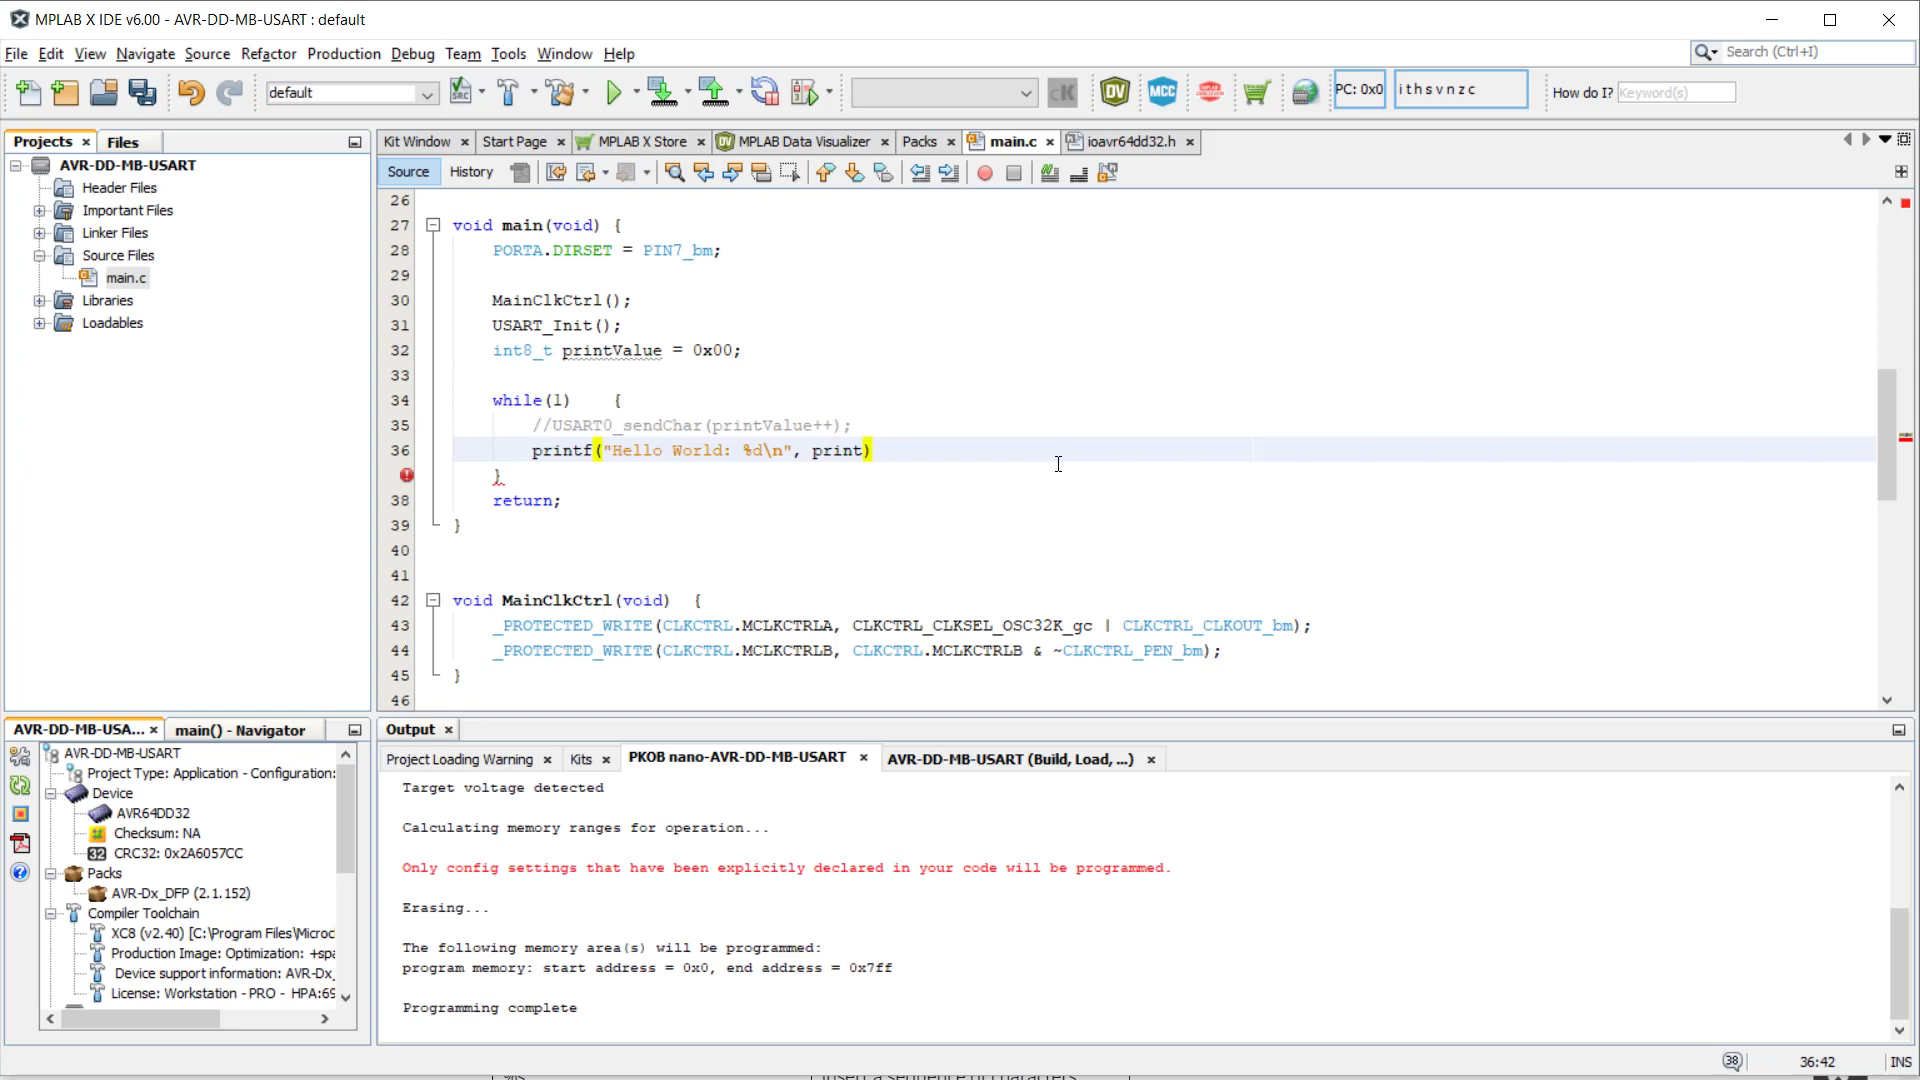 MPLAB X IDE v6.00 - AVR-DD-MB-USART : default
File Edit View Navigate Source Refactor Production Debug Team Tools Window Help
Search (Ctrl+I)
default
PC: 0x0
i t h s v n z c
How do I? Keyword(s)
Projects
Files
AVR-DD-MB-USART
Header Files
Important Files
Linker Files
Source Files
main.c
Libraries
Loadables
Kit Window Start Page MPLAB X Store MPLAB Data Visualizer Packs main.c ioavr64dd32.h
Source History
26
27 void main(void) {
28 PORTA.DIRSET = PIN7_bm;
29
30 MainClkCtrl();
31 USART_Init();
32 int8_t printValue = 0x00;
33
34 while(1) {
35 //USART0_sendChar(printValue++);
36 printf("Hello World: %d\n", print)
}
38 return;
39 }
40
41
42 void MainClkCtrl(void) {
43 _PROTECTED_WRITE(CLKCTRL.MCLKCTRLA, CLKCTRL_CLKSEL_OSC32K_gc | CLKCTRL_CLKOUT_bm);
44 _PROTECTED_WRITE(CLKCTRL.MCLKCTRLB, CLKCTRL.MCLKCTRLB & ~CLKCTRL_PEN_bm);
45 }
46
AVR-DD-MB-USA...
main() - Navigator
AVR-DD-MB-USART
Project Type: Application - Configuration:
Device
AVR64DD32
Checksum: NA
CRC32: 0x2A6057CC
Packs
AVR-Dx_DFP (2.1.152)
Compiler Toolchain
XC8 (v2.40) [C:\Program Files\Microc
Production Image: Optimization: +spa
Device support information: AVR-Dx_
License: Workstation - PRO - HPA:69
Output
Project Loading Warning Kits PKOB nano-AVR-DD-MB-USART AVR-DD-MB-USART (Build, Load, ...)
Target voltage detected
Calculating memory ranges for operation...
Only config settings that have been explicitly declared in your code will be programmed.
Erasing...
The following memory area(s) will be programmed:
program memory: start address = 0x0, end address = 0x7ff
Programming complete
38
36:42
INS